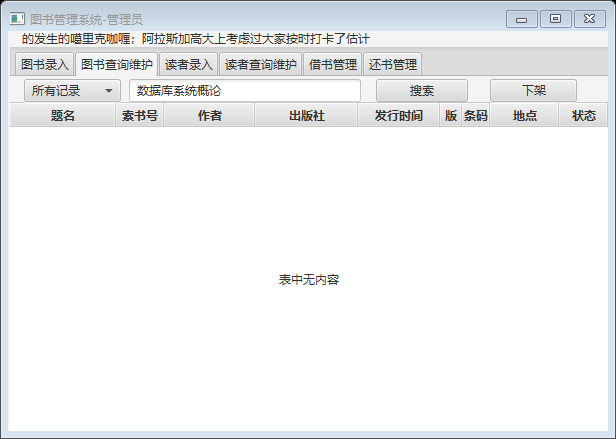 图书管理系统-管理员
的发生的噶里克咖喱；阿拉斯加高大上考虑过大家按时打卡了估计
图书录入 图书查询维护 读者录入 读者查询维护 借书管理 还书管理
所有记录 数据库系统概论 搜索 下架
题名 索书号 作者 出版社 发行时间 版 条码 地点 状态
表中无内容